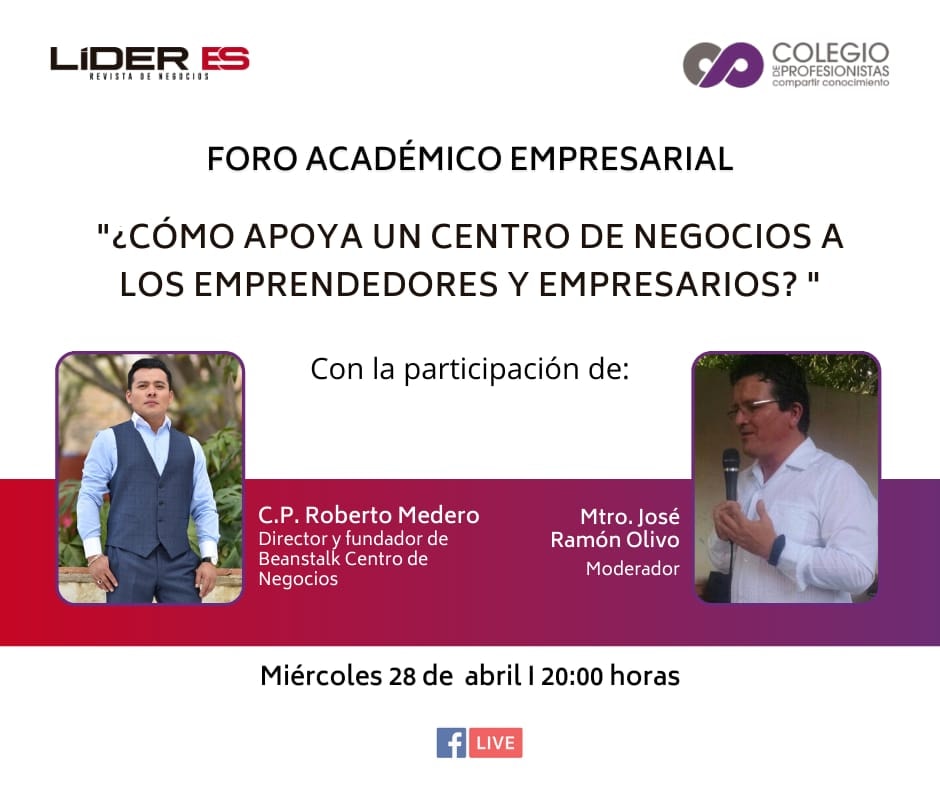 LíDER ES
REVISTA DE NEGOCIOS
COLEGIO
DE PROFESIONISTAS
compartir conocimiento
FORO ACADÉMICO EMPRESARIAL
"¿CÓMO APOYA UN CENTRO DE NEGOCIOS A
LOS EMPRENDEDORES Y EMPRESARIOS? "
Con la participación de:
C.P. Roberto Medero
Director y fundador de
Beanstalk Centro de
Negocios
Mtro. José
Ramón Olivo
Moderador
Miércoles 28 de abril l 20:00 horas
f LIVE